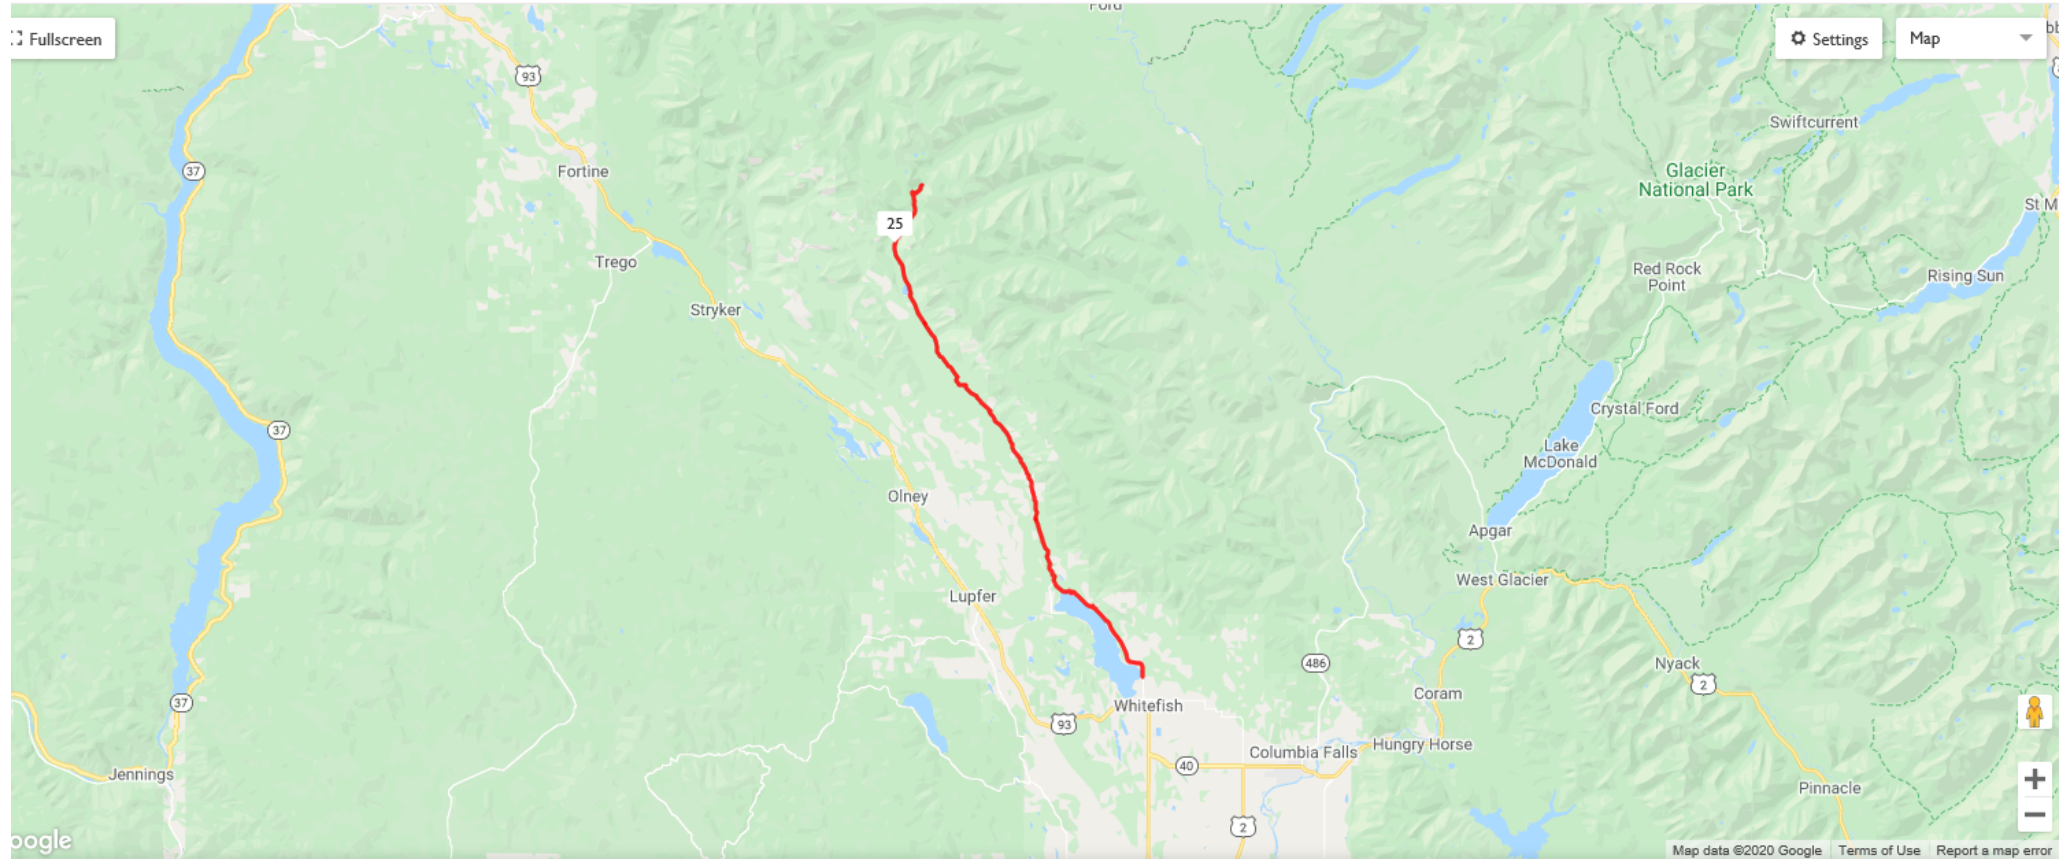 Ford
Fullscreen
Settings
Map
93
Swiftcurrent
37
Fortine
Glacier
National Park
25
St M
Trego
Red Rock
Point
Rising Sun
Stryker
Crystal Ford
37
Lake
McDonald
Olney
Apgar
West Glacier
Lupfer
2
486
Nyack
2
Coram
37
Whitefish
93
Hungry Horse
Columbia Falls
40
Jennings
Pinnacle
2
oogle
Map data ©2020 Google
Terms of Use
Report a map error